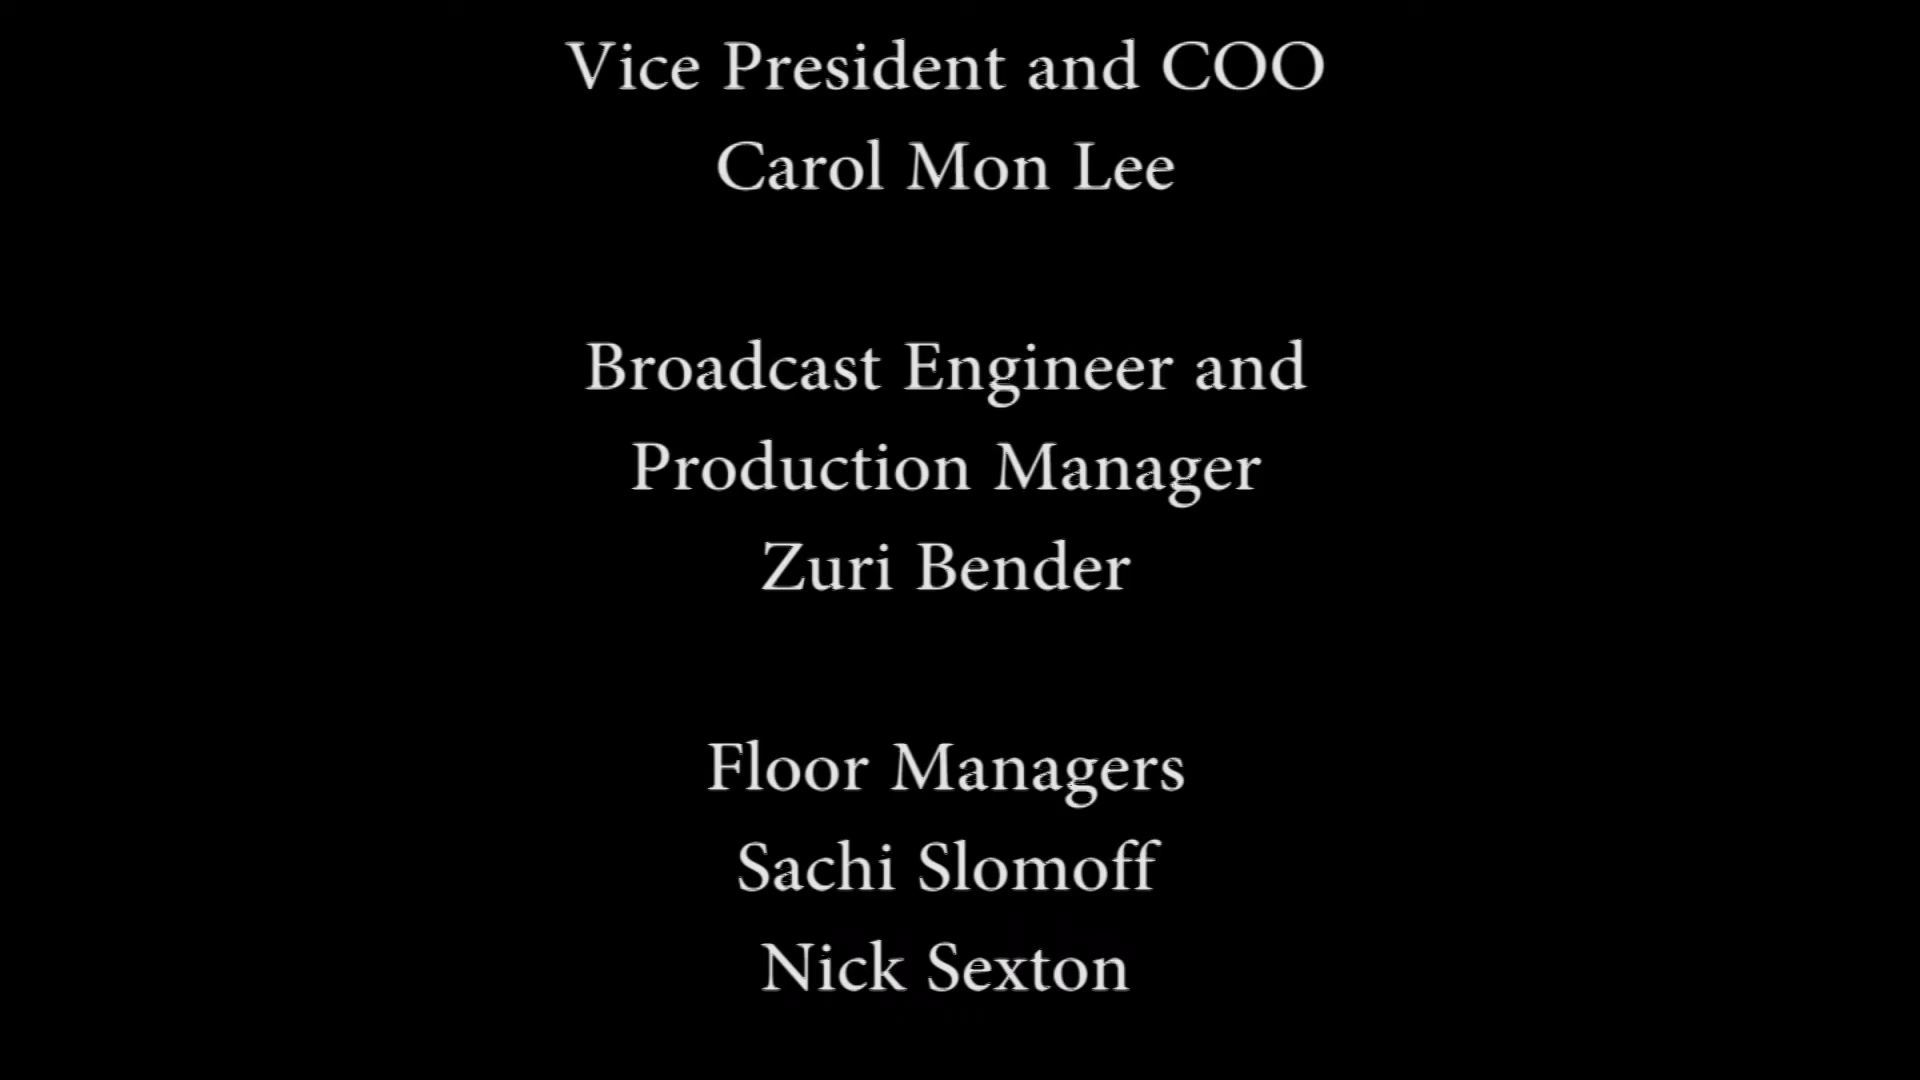 Vice President and COO
Carol Mon Lee
Broadcast Engineer and
Production Manager
Zuri Bender
Floor Managers
Sachi Slomoff
Nick Sexton